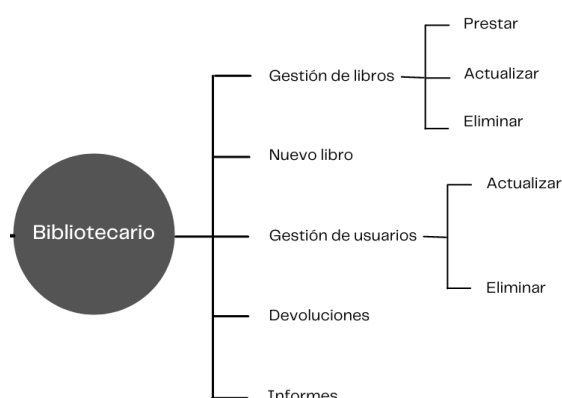 Bibliotecario
Gestión de libros
Prestar
Actualizar
Eliminar
Nuevo libro
Gestión de usuarios
Actualizar
Eliminar
Devoluciones
Informes